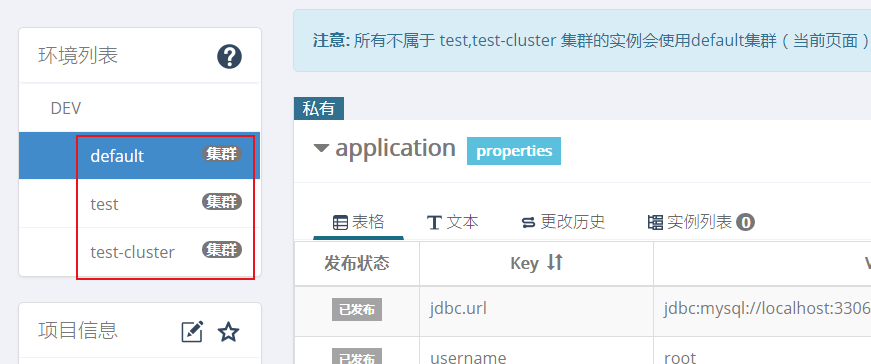 环境列表
DEV
default 集群
test 集群
test-cluster 集群
项目信息
注意: 所有不属于 test,test-cluster 集群的实例会使用default集群（当前页面）
私有
application properties
表格 文本 更改历史 实例列表 0
发布状态 Key
已发布 jdbc.url jdbc:mysql://localhost:3306
已发布 username root